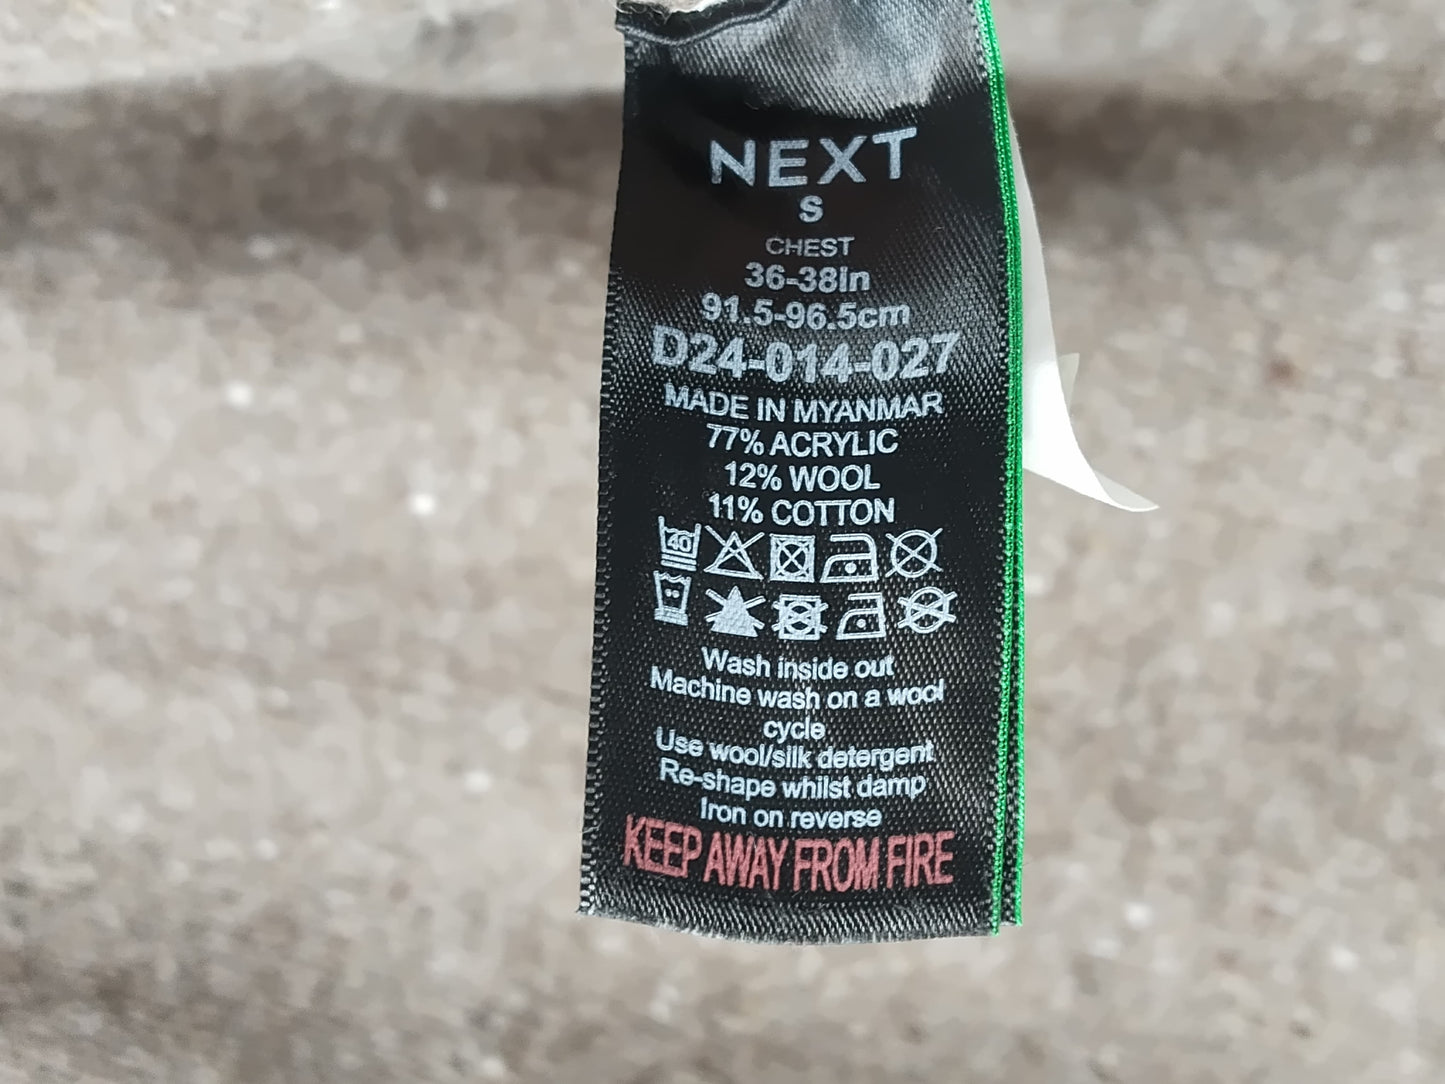 NEXT
S
CHEST
36-38in
91.5-96.5cm
D24-014-027
MADE IN MYANMAR
77% ACRYLIC
12% WOOL
11% COTTON
40
Wash inside out
Machine wash on a wool
cycle
Use wool/silk detergent
Re-shape whilst damp
Iron on reverse
KEEP AWAY FROM FIRE